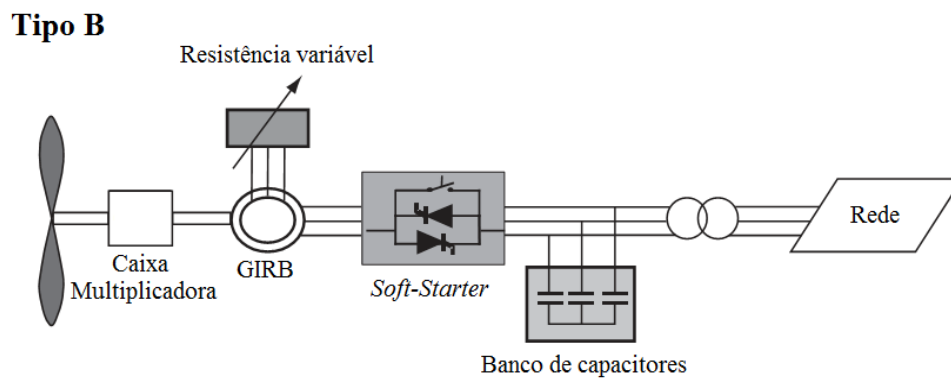 Tipo B
Resistência variável
Caixa
Multiplicadora
GIRB
Soft-Starter
Banco de capacitores
Rede